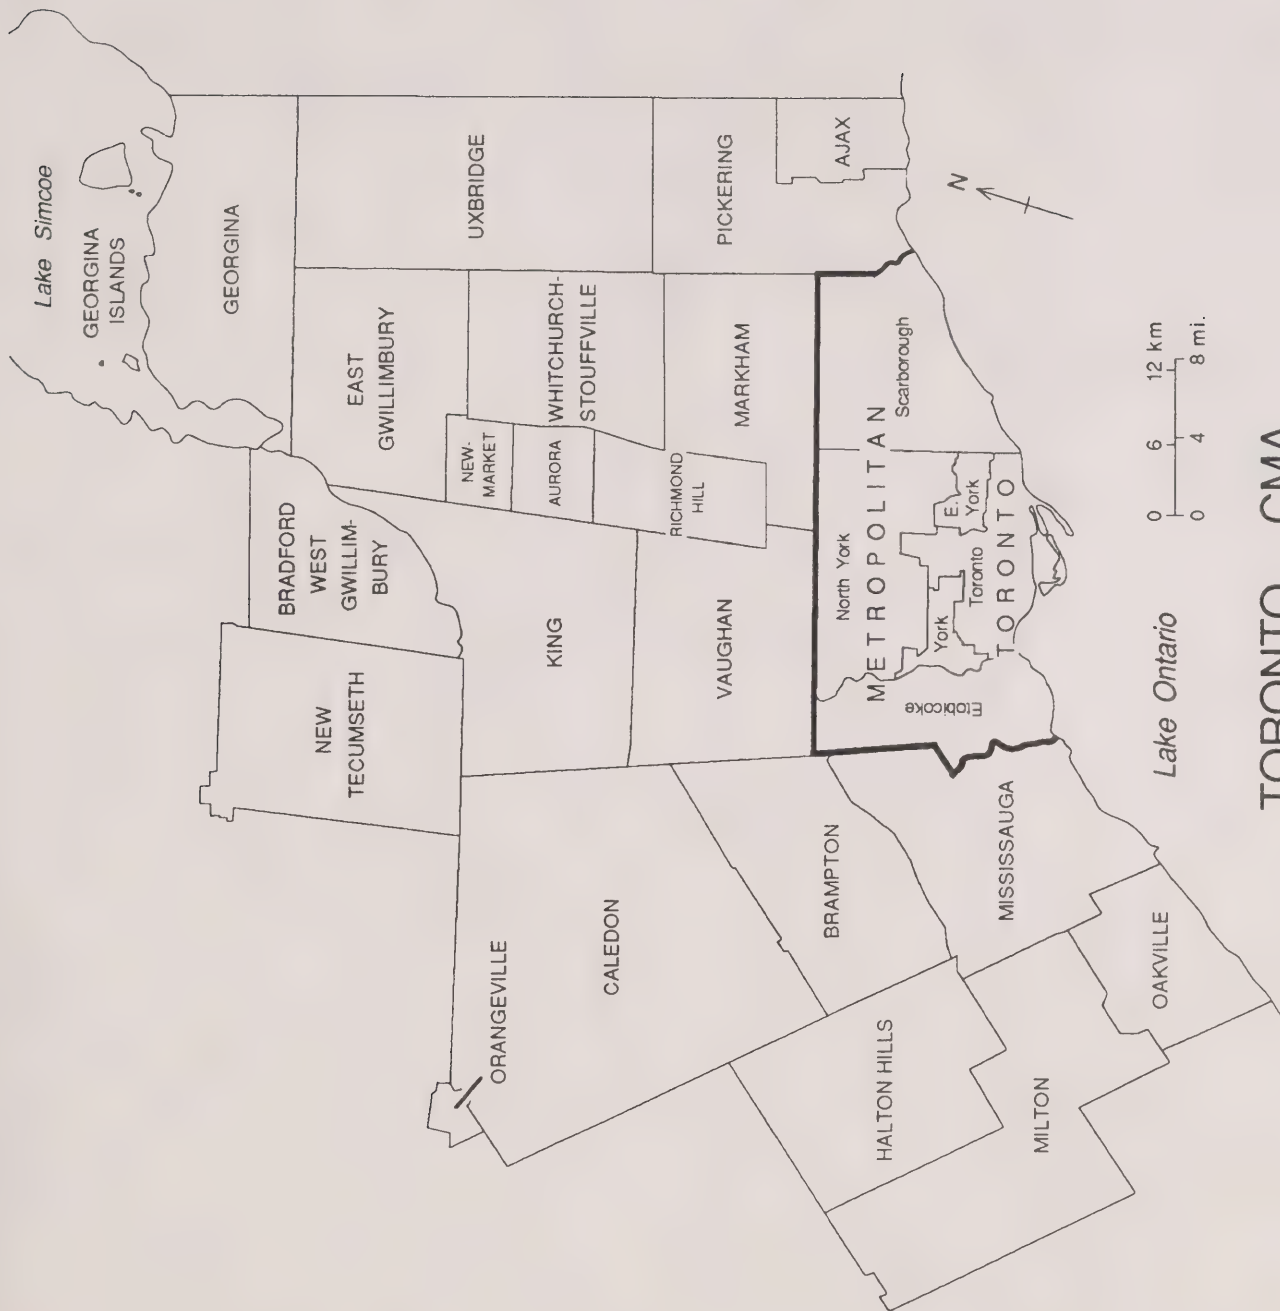 Lake Simcoe
GEORGINA
ISLANDS
GEORGINA
BRADFORD
WEST
GWILLIM-
BURY
NEW
TECUMSETH
EAST
GWILLIMBURY
NEW-
MARKET
UXBRIDGE
ORANGEVILLE
KING
AURORA
WHITCHURCH-
STOUFFVILLE
CALEDON
RICHMOND
HILL
VAUGHAN
PICKERING
MARKHAM
BRAMPTON
North York
AJAX
METROPOLITAN
HALTON HILLS
Scarborough
Etobicoke
York
E.
York
Toronto
TORONTO
N
MISSISSAUGA
MILTON
OAKVILLE
Lake Ontario
0 6 12 km
0 4 8 mi.
TORONTO CMA